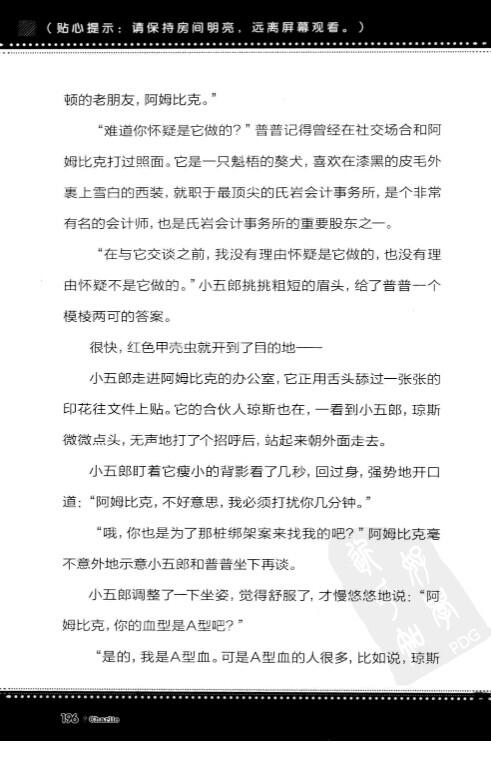 （贴心提示：请保持房间明亮，远离屏幕观看。）
顿的老朋友，阿姆比克。”
“难道你怀疑是它做的？”普普记得曾经在社交场合和阿
姆比克打过照面。它是一只魁梧的獒犬，喜欢在漆黑的皮毛外
裹上雪白的西装，就职于最顶尖的氏岩会计事务所，是个非常
有名的会计师，也是氏岩会计事务所的重要股东之一。
“在与它交谈之前，我没有理由怀疑是它做的，也没有理
由怀疑不是它做的。”小五郎挑挑粗短的眉头，给了普普一个
模棱两可的答案。
很快，红色甲壳虫就开到了目的地——
小五郎走进阿姆比克的办公室，它正用舌头舔过一张张的
印花往文件上贴。它的合伙人琼斯也在，一看到小五郎，琼斯
微微点头，无声地打了个招呼后，站起来朝外面走去。
小五郎盯着它瘦小的背影看了几秒，回过身，强势地开口
道：“阿姆比克，不好意思，我必须打扰你几分钟。”
“哦，你也是为了那桩绑架案来找我的吧？”阿姆比克毫
不意外地示意小五郎和普普坐下再谈。
小五郎调整了一下坐姿，觉得舒服了，才慢悠悠地说：“阿
姆比克，你的血型是A型吧？”
“是的，我是A型血。可是A型血的人很多，比如说，琼斯
PDG
196 Charlie